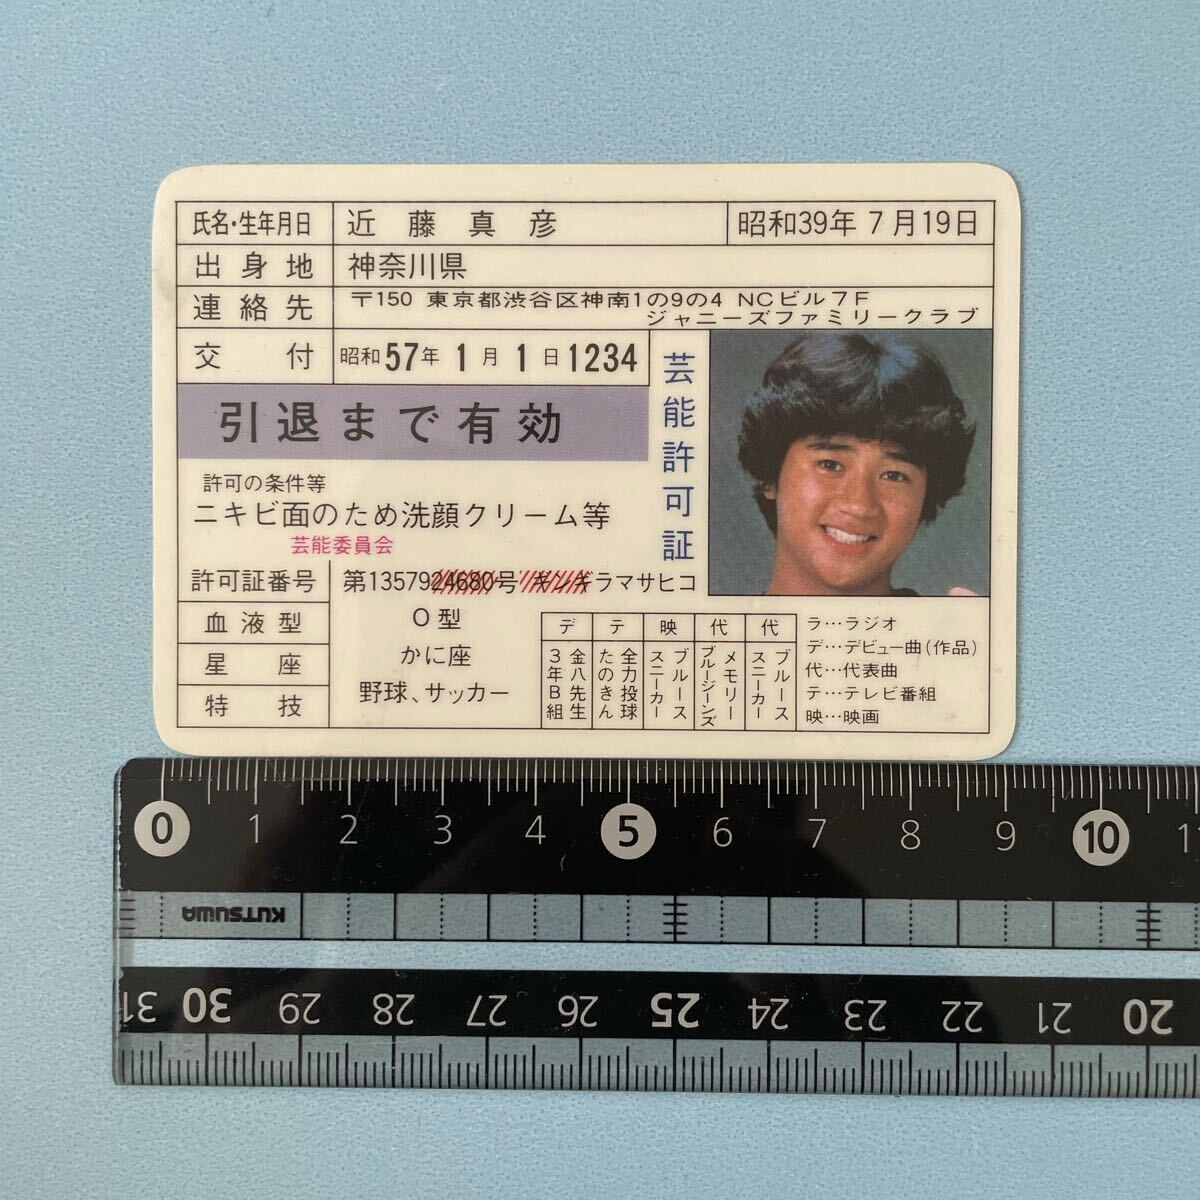 氏名・生年月日 近藤真彦 昭和39年7月19日
出身地 神奈川県
連絡先 〒150 東京都渋谷区神南1の9の4 NCビル7F
ジャニーズファミリークラブ
交付 昭和57年1月1日1234
引退まで有効
芸能許可証
許可の条件等
ニキビ面のため洗顔クリーム等
芸能委員会
許可証番号 第1357924680号 ギンギラマサヒコ
血液型 O型
星座 かに座
特技 野球、サッカー
デ 金八先生 3年B組
テ 全力投球 たのきん
映 ブルース スニーカー
代 メモリー ブルージーンズ
代 ブルース スニーカー
ラ…ラジオ
デ…デビュー曲(作品)
代…代表曲
テ…テレビ番組
映…映画
0 1 2 3 4 5 6 7 8 9 10 1
KUTSUWA
31 30 29 28 27 26 25 24 23 22 21 20